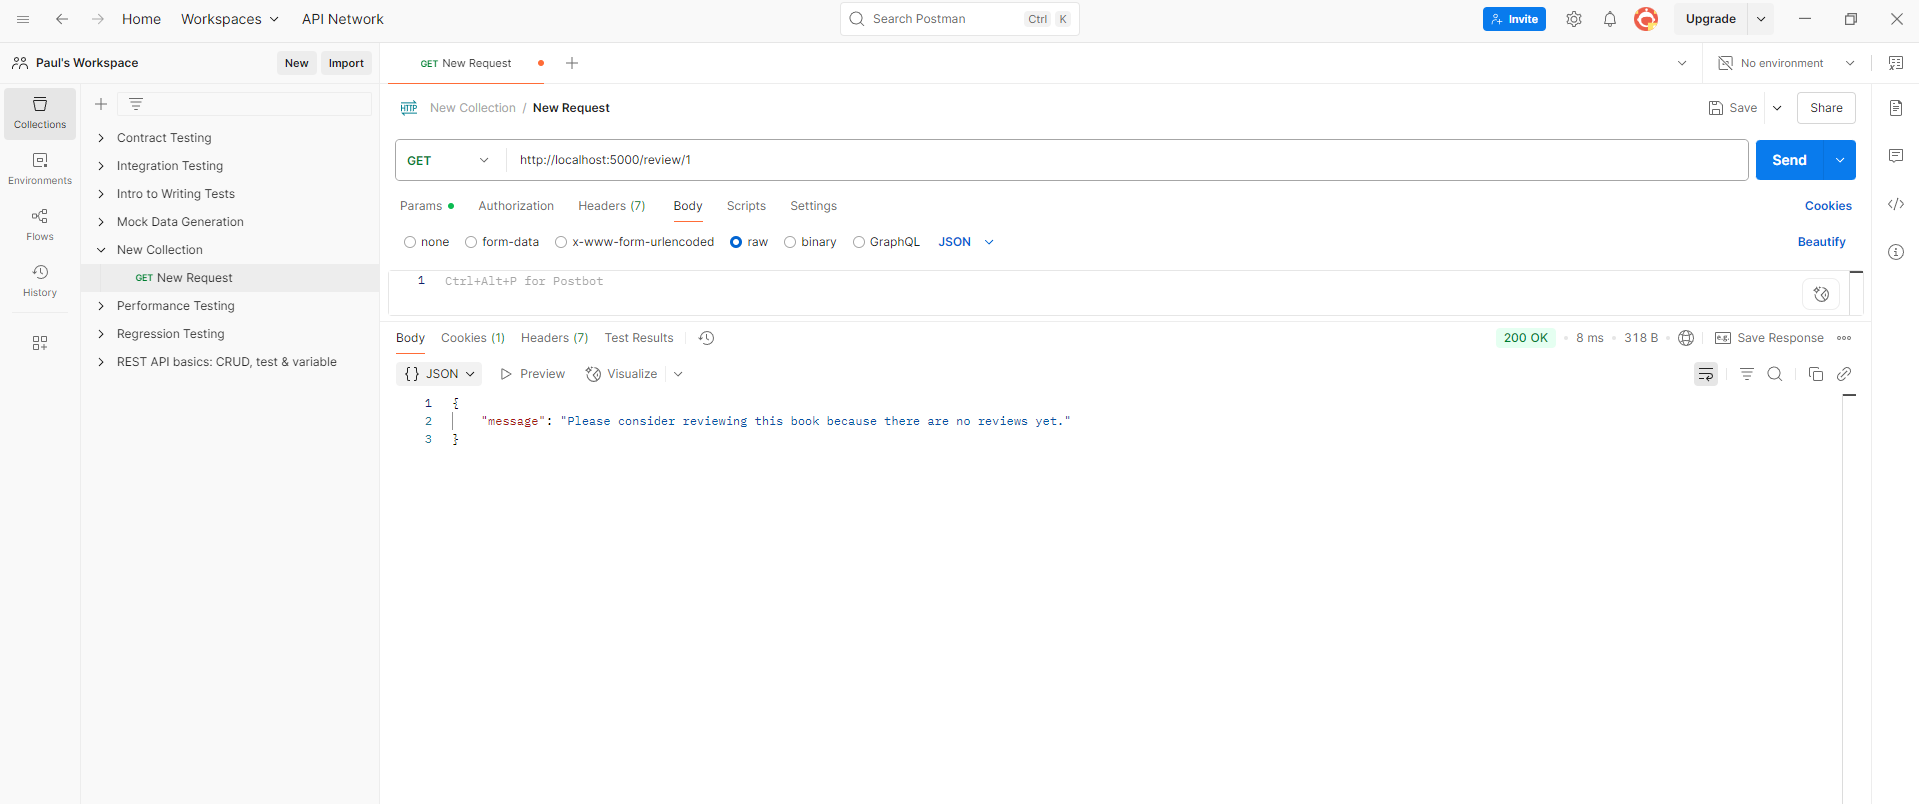 Home Workspaces API Network Search Postman Ctrl K Invite Upgrade
Paul's Workspace New Import GET New Request No environment
Collections
Environments
Flows
History
Contract Testing
Integration Testing
Intro to Writing Tests
Mock Data Generation
New Collection
GET New Request
Performance Testing
Regression Testing
REST API basics: CRUD, test & variable
HTTP New Collection / New Request Save Share
GET http://localhost:5000/review/1 Send
Params Authorization Headers (7) Body Scripts Settings Cookies
none form-data x-www-form-urlencoded raw binary GraphQL JSON Beautify
1 Ctrl+Alt+P for Postbot
Body Cookies (1) Headers (7) Test Results 200 OK 8 ms 318 B e.g. Save Response
{} JSON Preview Visualize
1 {
2 "message": "Please consider reviewing this book because there are no reviews yet."
3 }